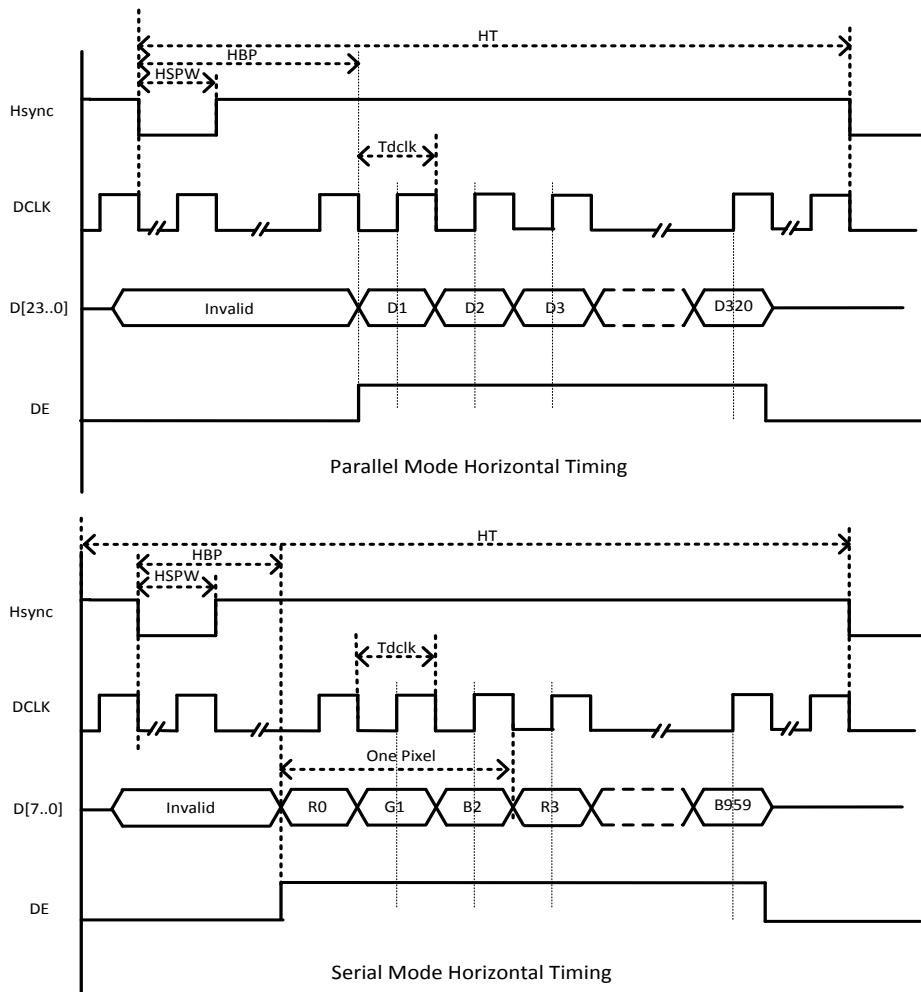 HT
HBP
HSPW
Hsync
Tdclk
DCLK
D[23..0]
Invalid
D1
D2
D3
D320
DE
Parallel Mode Horizontal Timing
HT
HBP
HSPW
Hsync
Tdclk
DCLK
One Pixel
D[7..0]
Invalid
R0
G1
B2
R3
B959
DE
Serial Mode Horizontal Timing